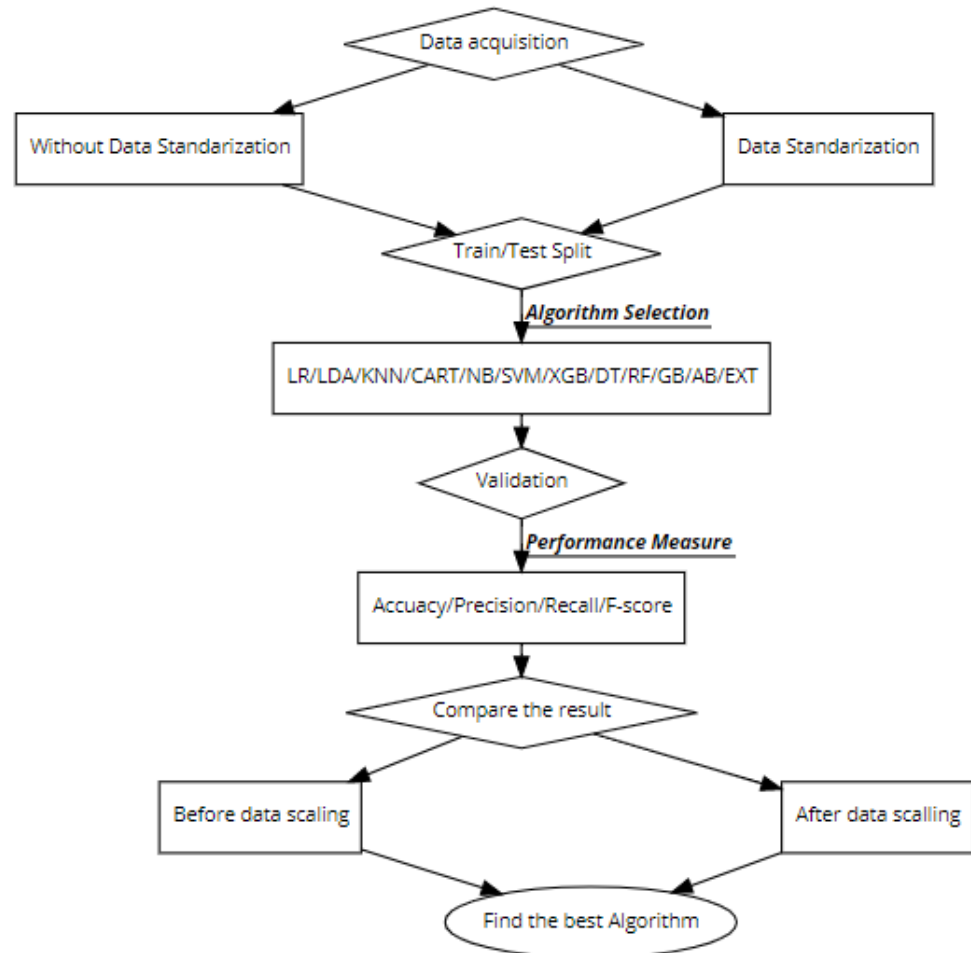 Data acquisition
Without Data Standarization
Data Standarization
Train/Test Split
Algorithm Selection
LR/LDA/KNN/CART/NB/SVM/XGB/DT/RF/GB/AB/EXT
Validation
Performance Measure
Accuacy/Precision/Recall/F-score
Compare the result
Before data scaling
After data scalling
Find the best Algorithm